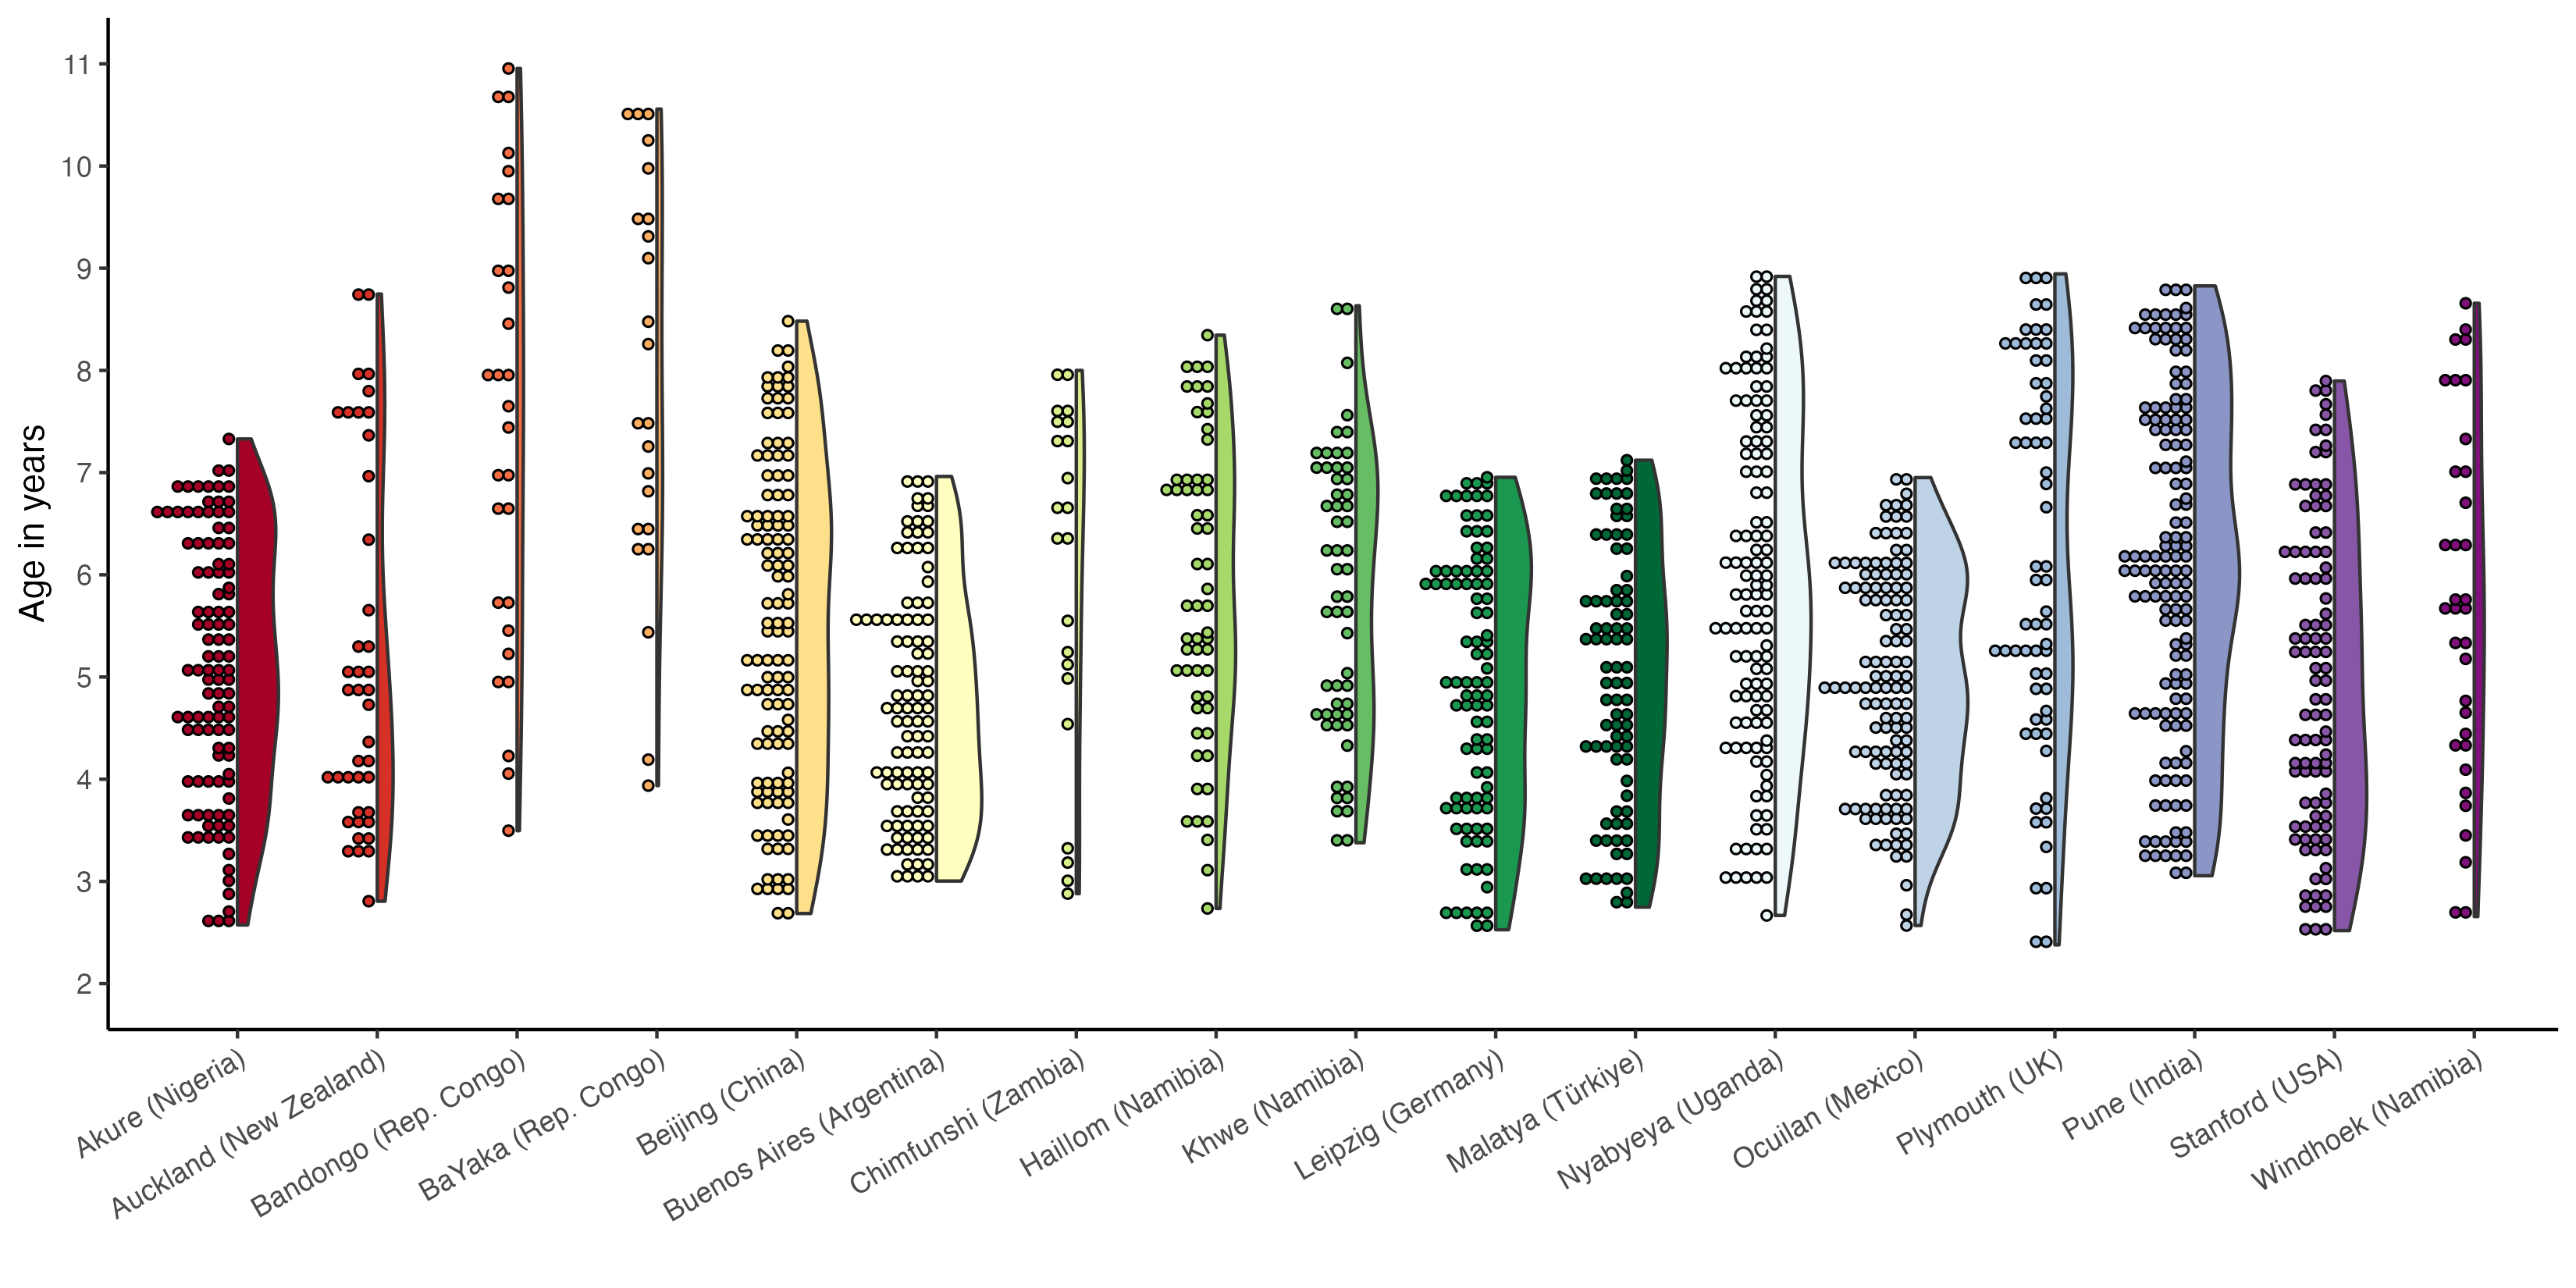 Age in years
11
10
9
8
7
6
5
4
3
2
Akure (Nigeria)
Auckland (New Zealand)
Bandongo (Rep. Congo)
BaYaka (Rep. Congo)
Beijing (China)
Buenos Aires (Argentina)
Chimfunshi (Zambia)
Haillom (Namibia)
Khwe (Namibia)
Leipzig (Germany)
Malatya (Türkiye)
Nyabyeya (Uganda)
Ocuilan (Mexico)
Plymouth (UK)
Pune (India)
Stanford (USA)
Windhoek (Namibia)